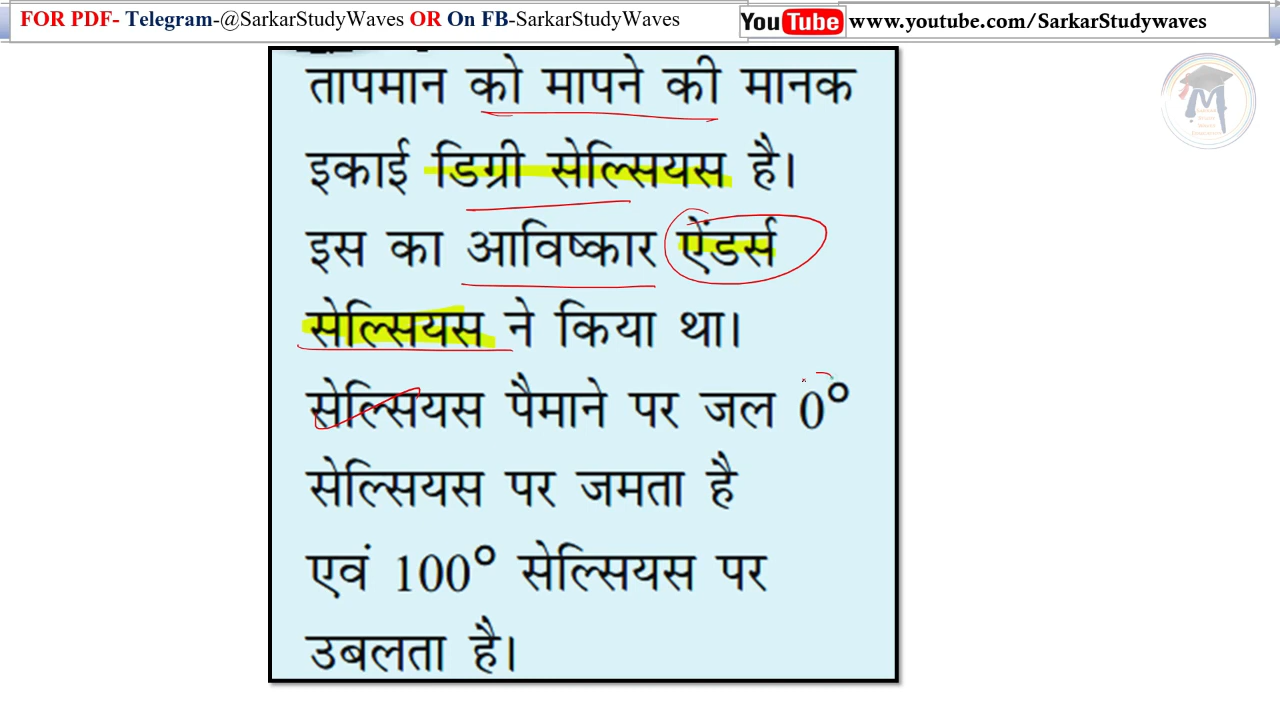 FOR PDF- Telegram-@SarkarStudyWaves OR On FB-SarkarStudyWaves
YouTube www.youtube.com/SarkarStudywaves
तापमान को मापने की मानक
इकाई डिग्री सेल्सियस है।
इस का आविष्कार ऐंडर्स
सेल्सियस ने किया था।
सेल्सियस पैमाने पर जल 0°
सेल्सियस पर जमता है
एवं 100° सेल्सियस पर
उबलता है।